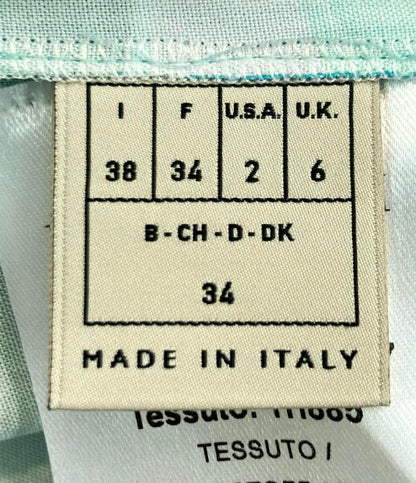 I F U.S.A. U.K.
38 34 2 6
B - CH - D - DK
34
MADE IN ITALY
TESSUTO I